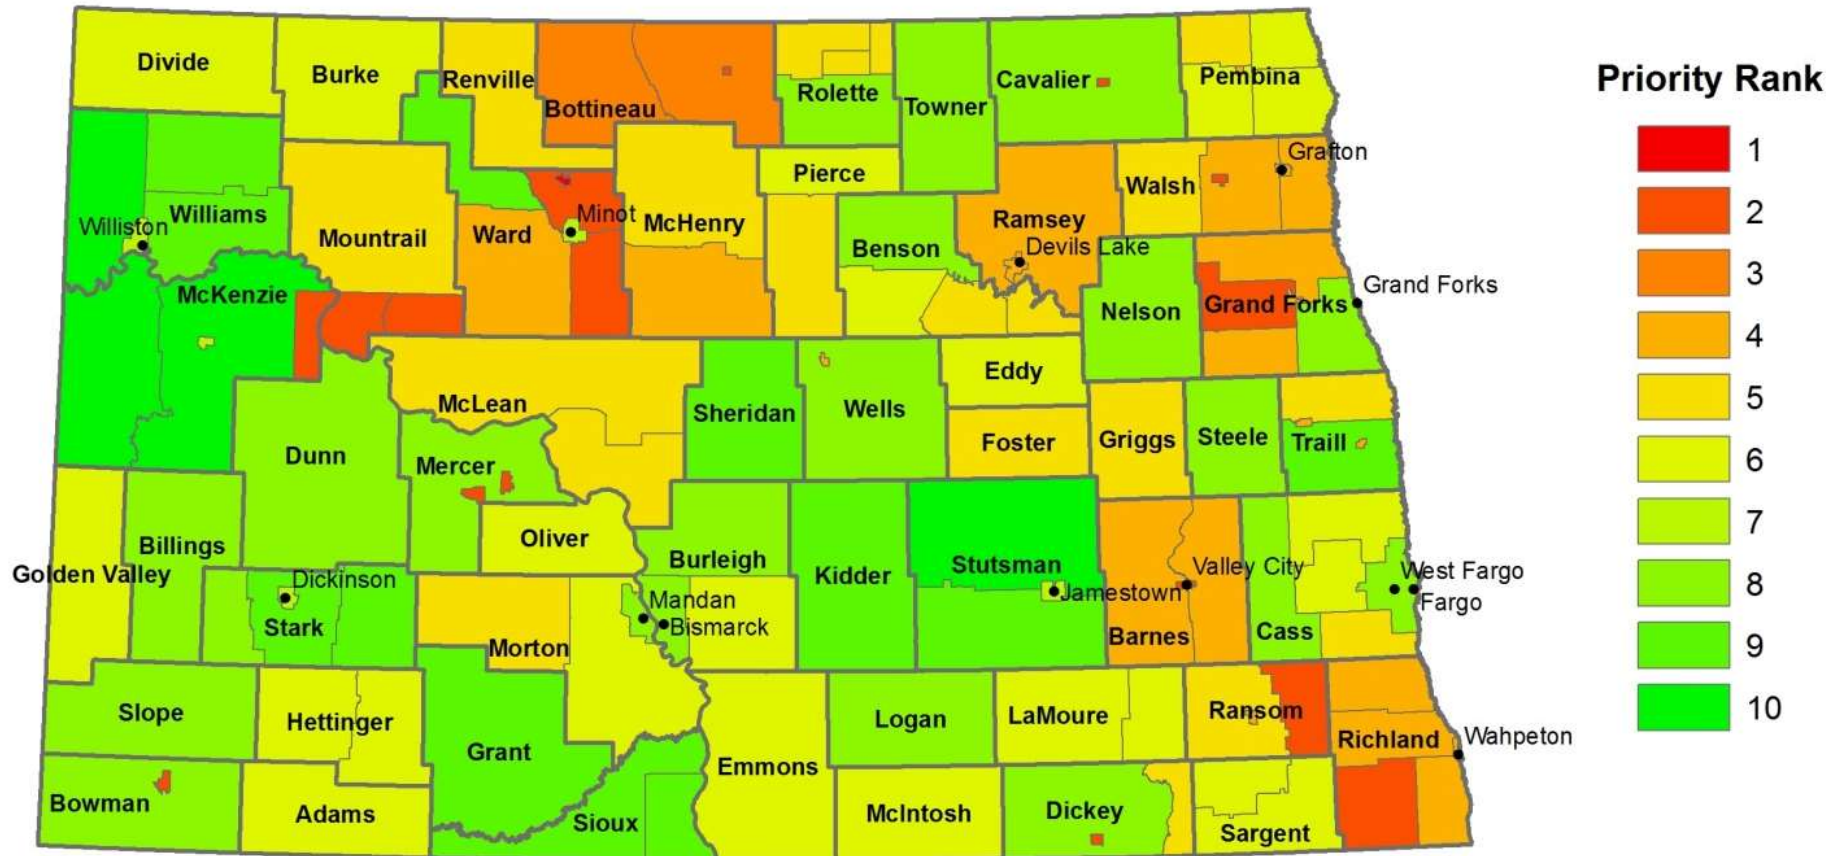 Divide
Burke
Renville
Bottineau
Rolette
Towner
Cavalier
Pembina
Priority Rank
1
2
3
4
5
6
7
8
9
10
Williams
Williston
Mountrail
Ward
Minot
McHenry
Pierce
Benson
Ramsey
Devils Lake
Walsh
Grafton
McKenzie
Nelson
Grand Forks
Grand Forks
McLean
Sheridan
Wells
Eddy
Foster
Griggs
Steele
Traill
Dunn
Mercer
Oliver
Golden Valley
Billings
Dickinson
Stark
Burleigh
Kidder
Stutsman
Jamestown
Valley City
Barnes
Cass
West Fargo
Fargo
Mandan
Bismarck
Morton
Slope
Hettinger
Grant
Emmons
Logan
LaMoure
Ransom
Richland
Wahpeton
Bowman
Adams
Sioux
McIntosh
Dickey
Sargent